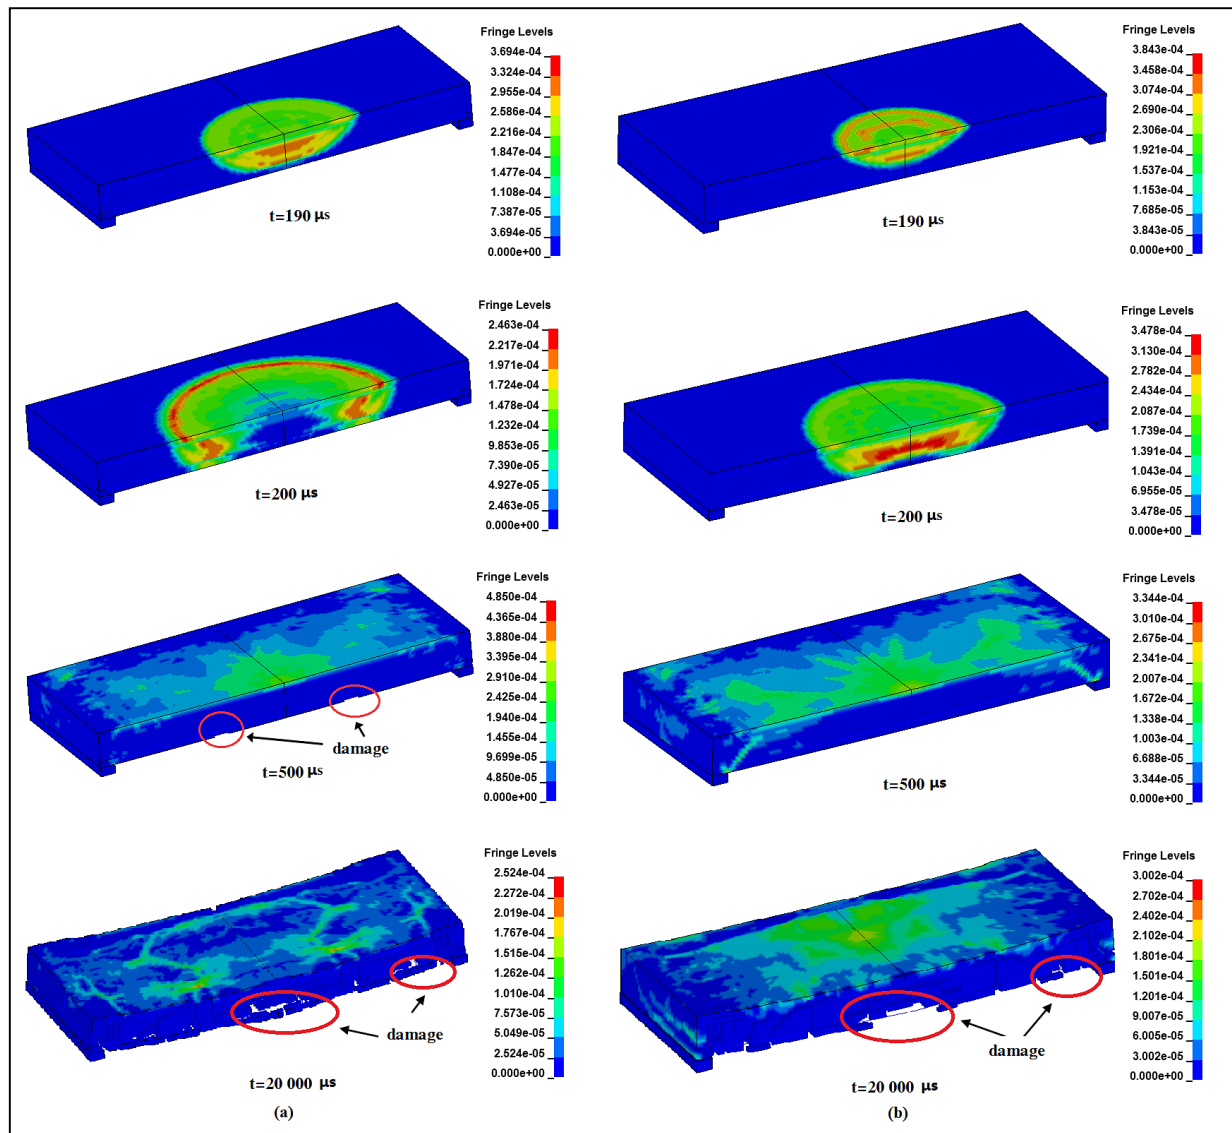 Fringe Levels
3.694e-04
3.324e-04
2.955e-04
2.586e-04
2.216e-04
1.847e-04
1.477e-04
1.108e-04
7.387e-05
3.694e-05
0.000e+00
t=190 μs
Fringe Levels
3.843e-04
3.458e-04
3.074e-04
2.690e-04
2.306e-04
1.921e-04
1.537e-04
1.153e-04
7.685e-05
3.843e-05
0.000e+00
t=190 μs
Fringe Levels
2.463e-04
2.217e-04
1.971e-04
1.724e-04
1.478e-04
1.232e-04
9.853e-05
7.390e-05
4.927e-05
2.463e-05
0.000e+00
t=200 μs
Fringe Levels
3.478e-04
3.130e-04
2.782e-04
2.434e-04
2.087e-04
1.739e-04
1.391e-04
1.043e-04
6.955e-05
3.478e-05
0.000e+00
t=200 μs
Fringe Levels
4.850e-04
4.365e-04
3.880e-04
3.395e-04
2.910e-04
2.425e-04
1.940e-04
1.455e-04
9.699e-05
4.850e-05
0.000e+00
damage
t=500 μs
Fringe Levels
3.344e-04
3.010e-04
2.675e-04
2.341e-04
2.007e-04
1.672e-04
1.338e-04
1.003e-04
6.688e-05
3.344e-05
0.000e+00
t=500 μs
Fringe Levels
2.524e-04
2.272e-04
2.019e-04
1.767e-04
1.515e-04
1.262e-04
1.010e-04
7.573e-05
5.049e-05
2.524e-05
0.000e+00
damage
t=20 000 μs
(a)
Fringe Levels
3.002e-04
2.702e-04
2.402e-04
2.102e-04
1.801e-04
1.501e-04
1.201e-04
9.007e-05
6.005e-05
3.002e-05
0.000e+00
damage
t=20 000 μs
(b)